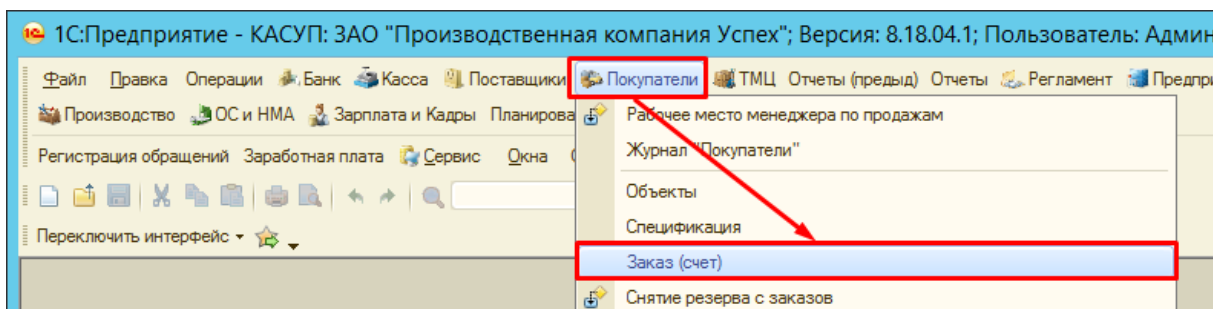 1С:Предприятие - КАСУП: ЗАО "Производственная компания Успех"; Версия: 8.18.04.1; Пользователь: Админ
Файл Правка Операции Банк Касса Поставщики Покупатели ТМЦ Отчеты (предыд) Отчеты Регламент Предпр
Производство ОС и НМА Зарплата и Кадры Планирова
Рабочее место менеджера по продажам
Регистрация обращений Заработная плата Сервис Окна
Журнал "Покупатели"
Объекты
Спецификация
Переключить интерфейс
Заказ (счет)
Снятие резерва с заказов